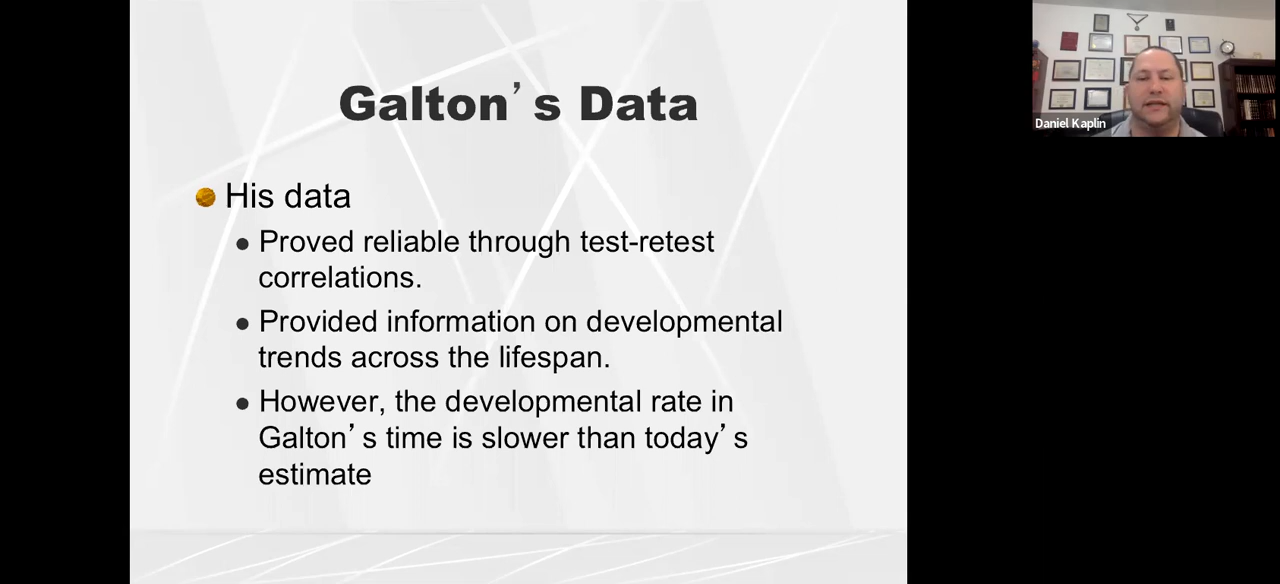 Galton’s Data
His data
Proved reliable through test-retest
correlations.
Provided information on developmental
trends across the lifespan.
However, the developmental rate in
Galton’s time is slower than today’s
estimate
Daniel Kaplin